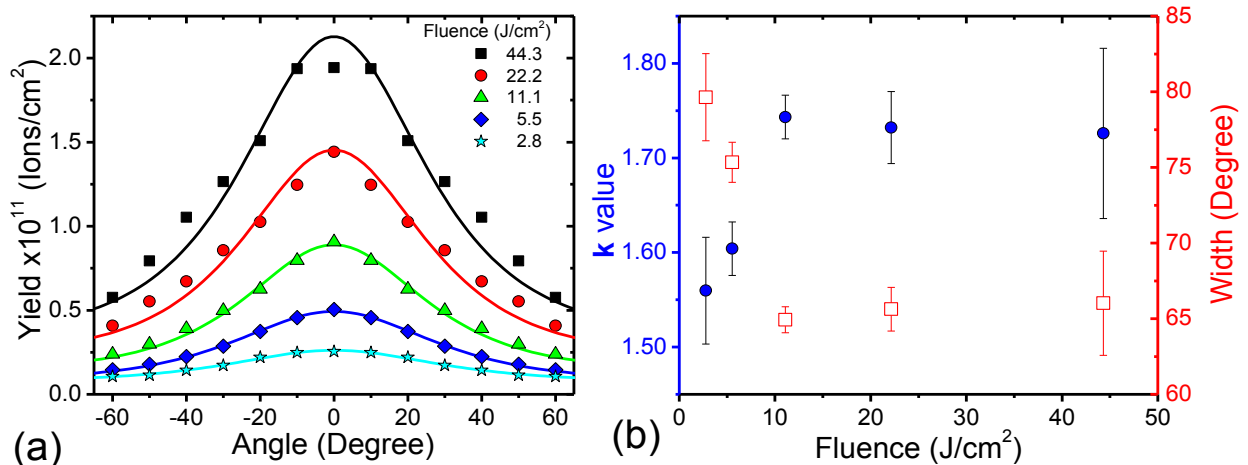 Fluence (J/cm²)
44.3
22.2
11.1
5.5
2.8
2.0
1.5
1.0
0.5
0.0
Yield x10¹¹ (Ions/cm²)
-60 -40 -20 0 20 40 60
Angle (Degree)
(a)
1.80
1.70
1.60
1.50
k value
85
80
75
70
65
60
Width (Degree)
0 10 20 30 40 50
Fluence (J/cm²)
(b)